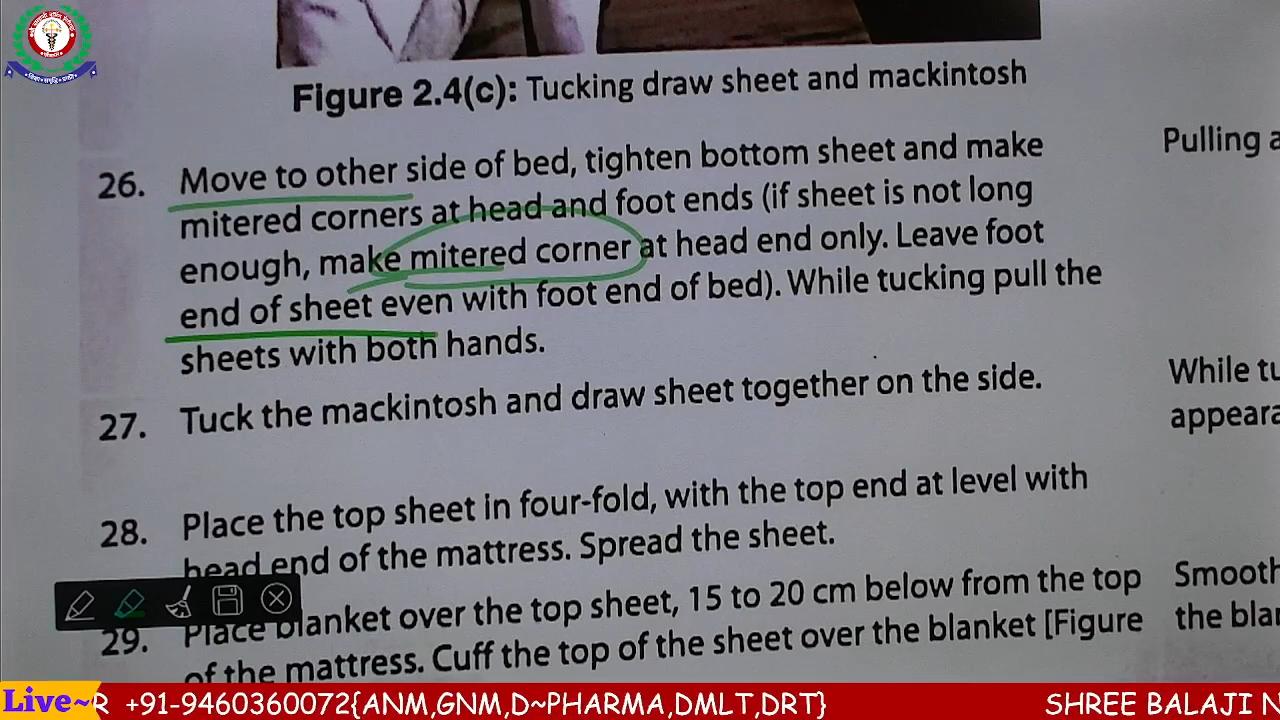 Figure 2.4(c): Tucking draw sheet and mackintosh
26. Move to other side of bed, tighten bottom sheet and make
mitered corners at head and foot ends (if sheet is not long
enough, make mitered corner at head end only. Leave foot
end of sheet even with foot end of bed). While tucking pull the
sheets with both hands.
Pulling a
27. Tuck the mackintosh and draw sheet together on the side.
While tu
appeara
28. Place the top sheet in four-fold, with the top end at level with
head end of the mattress. Spread the sheet.
29. Place blanket over the top sheet, 15 to 20 cm below from the top
of the mattress. Cuff the top of the sheet over the blanket [Figure
Smooth
the bla
Live~R +91-9460360072{ANM,GNM,D~PHARMA,DMLT,DRT}
SHREE BALAJI N